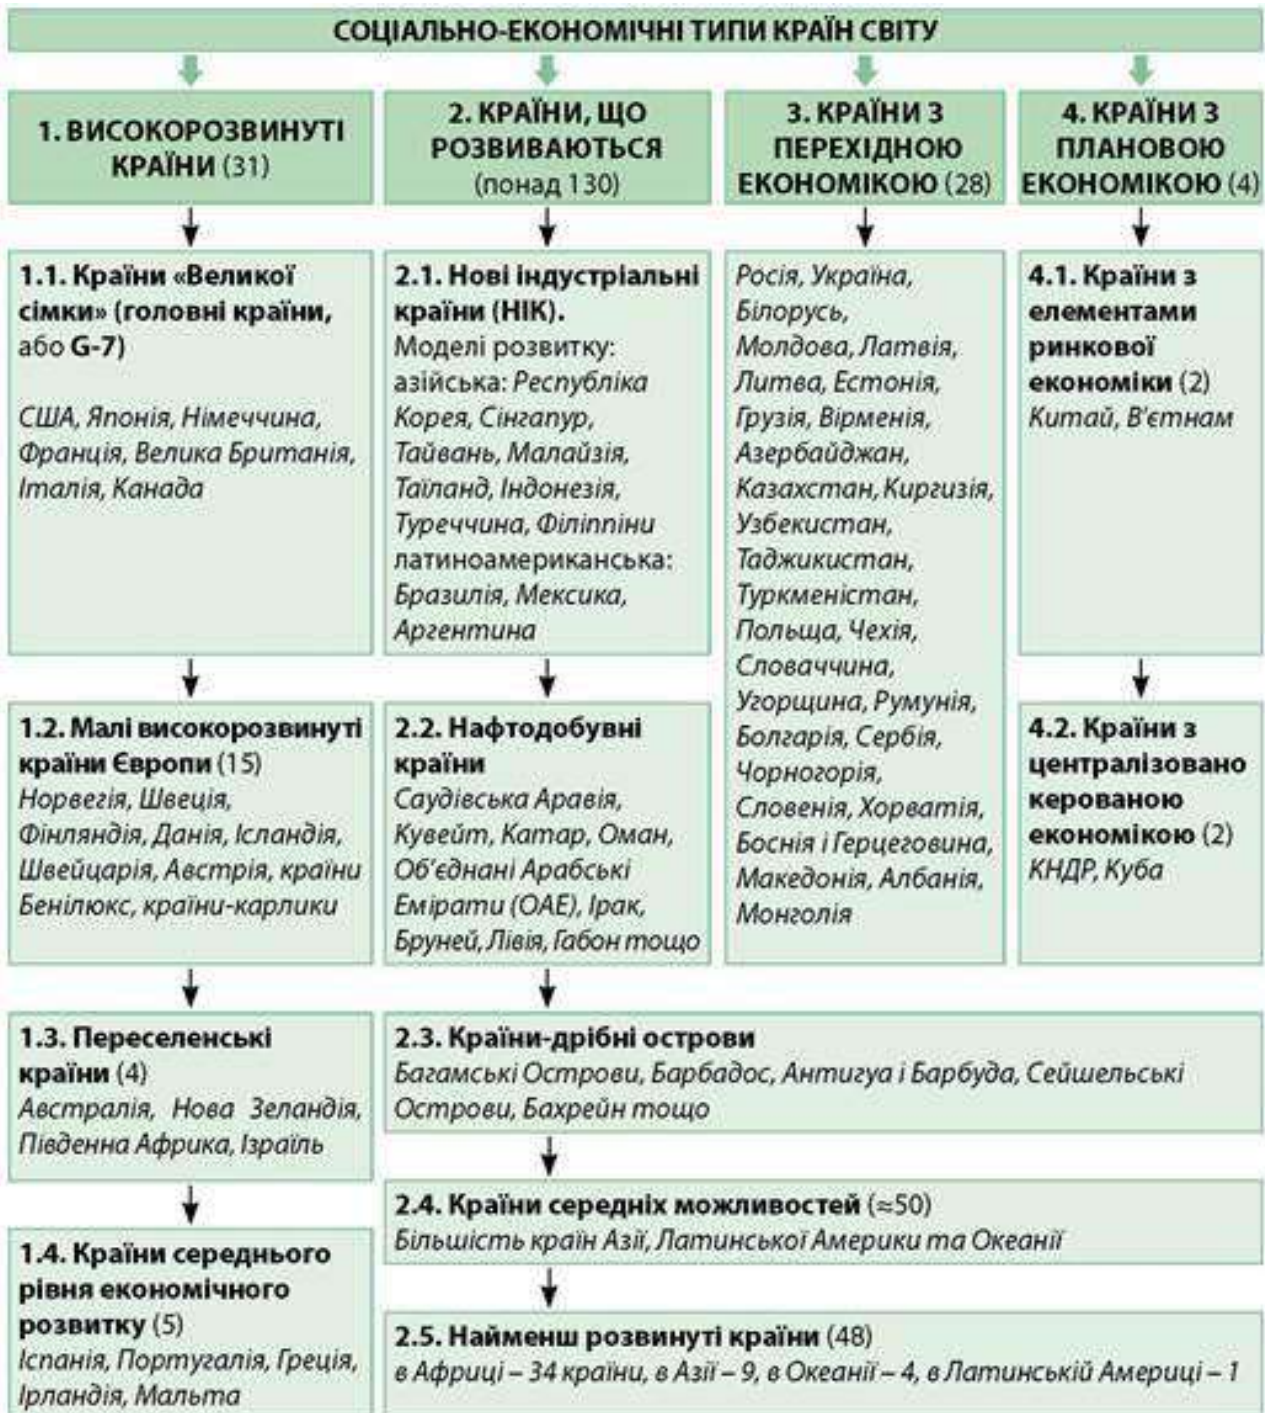 СОЦІАЛЬНО-ЕКОНОМІЧНІ ТИПИ КРАЇН СВІТУ
1. ВИСОКОРОЗВИНУТІ
КРАЇНИ (31)
2. КРАЇНИ, ЩО
РОЗВИВАЮТЬСЯ
(понад 130)
3. КРАЇНИ З
ПЕРЕХІДНОЮ
ЕКОНОМІКОЮ (28)
4. КРАЇНИ З
ПЛАНОВОЮ
ЕКОНОМІКОЮ (4)
1.1. Країни «Великої
сімки» (головні країни,
або G-7)
США, Японія, Німеччина,
Франція, Велика Британія,
Італія, Канада
1.2. Малі високорозвинуті
країни Європи (15)
Норвегія, Швеція,
Фінляндія, Данія, Ісландія,
Швейцарія, Австрія, країни
Бенілюкс, країни-карлики
1.3. Переселенські
країни (4)
Австралія, Нова Зеландія,
Південна Африка, Ізраїль
1.4. Країни середнього
рівня економічного
розвитку (5)
Іспанія, Португалія, Греція,
Ірландія, Мальта
2.1. Нові індустріальні
країни (НІК).
Моделі розвитку:
азійська: Республіка
Корея, Сінгапур,
Тайвань, Малайзія,
Таїланд, Індонезія,
Туреччина, Філіппіни
латиноамериканська:
Бразилія, Мексика,
Аргентина
2.2. Нафтодобувні
країни
Саудівська Аравія,
Кувейт, Катар, Оман,
Об'єднані Арабські
Емірати (ОАЕ), Ірак,
Бруней, Лівія, Габон тощо
2.3. Країни-дрібні острови
Багамські Острови, Барбадос, Антигуа і Барбуда, Сейшельські
Острови, Бахрейн тощо
2.4. Країни середніх можливостей (≈50)
Більшість країн Азії, Латинської Америки та Океанії
2.5. Найменш розвинуті країни (48)
в Африці – 34 країни, в Азії – 9, в Океанії – 4, в Латинській Америці – 1
Росія, Україна,
Білорусь,
Молдова, Латвія,
Литва, Естонія,
Грузія, Вірменія,
Азербайджан,
Казахстан, Киргизія,
Узбекистан,
Таджикистан,
Туркменістан,
Польща, Чехія,
Словаччина,
Угорщина, Румунія,
Болгарія, Сербія,
Чорногорія,
Словенія, Хорватія,
Боснія і Герцеговина,
Македонія, Албанія,
Монголія
4.1. Країни з
елементами
ринкової
економіки (2)
Китай, В'єтнам
4.2. Країни з
централізовано
керованою
економікою (2)
КНДР, Куба